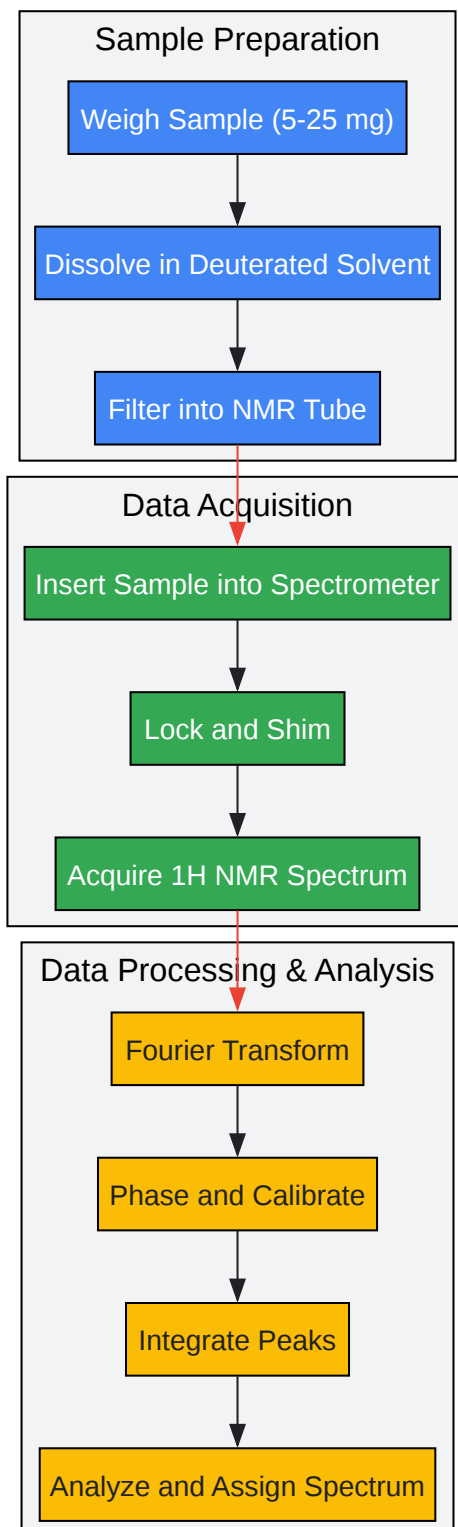 Sample Preparation
Weigh Sample (5-25 mg)
Dissolve in Deuterated Solvent
Filter into NMR Tube
Data Acquisition
Insert Sample into Spectrometer
Lock and Shim
Acquire 1H NMR Spectrum
Data Processing & Analysis
Fourier Transform
Phase and Calibrate
Integrate Peaks
Analyze and Assign Spectrum